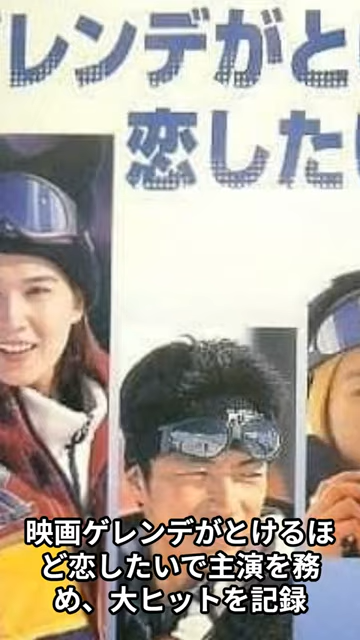 ゲレンデがとけ
恋したい
映画ゲレンデがとけるほ
ど恋したいで主演を務
め、大ヒットを記録